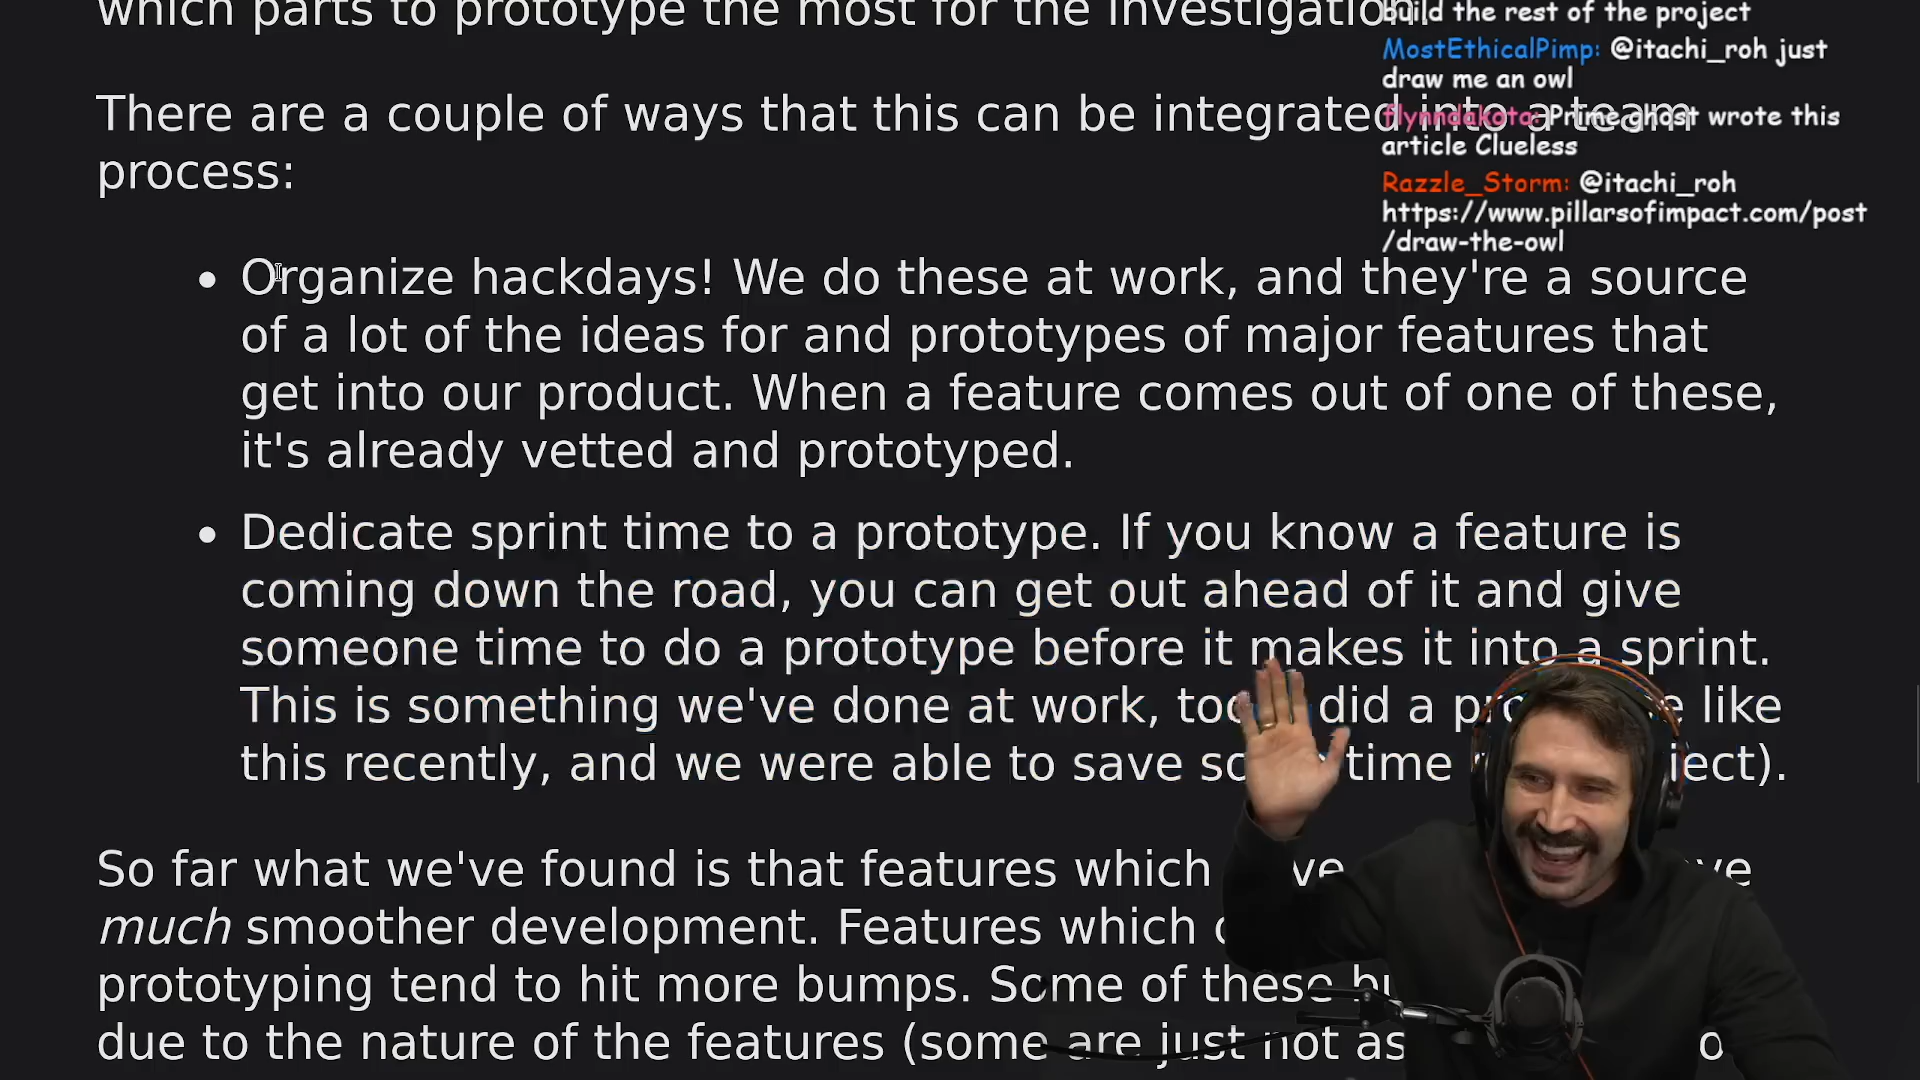 which parts to prototype the most for the investigation.
There are a couple of ways that this can be integrated into a team
process:
• Organize hackdays! We do these at work, and they're a source
of a lot of the ideas for and prototypes of major features that
get into our product. When a feature comes out of one of these,
it's already vetted and prototyped.
• Dedicate sprint time to a prototype. If you know a feature is
coming down the road, you can get out ahead of it and give
someone time to do a prototype before it makes it into a sprint.
This is something we've done at work, did a like
this recently, and we were able to save time
So far what we've found is that features which
much smoother development. Features which
prototyping tend to hit more bumps. Some of these
due to the nature of the features (some are just not as
build the rest of the project
MostEthicalPimp: @itachi_roh just
draw me an owl
flynndakota: Prime ghost wrote this
article Clueless
Razzle_Storm: @itachi_roh
https://www.pillarsofimpact.com/post
/draw-the-owl